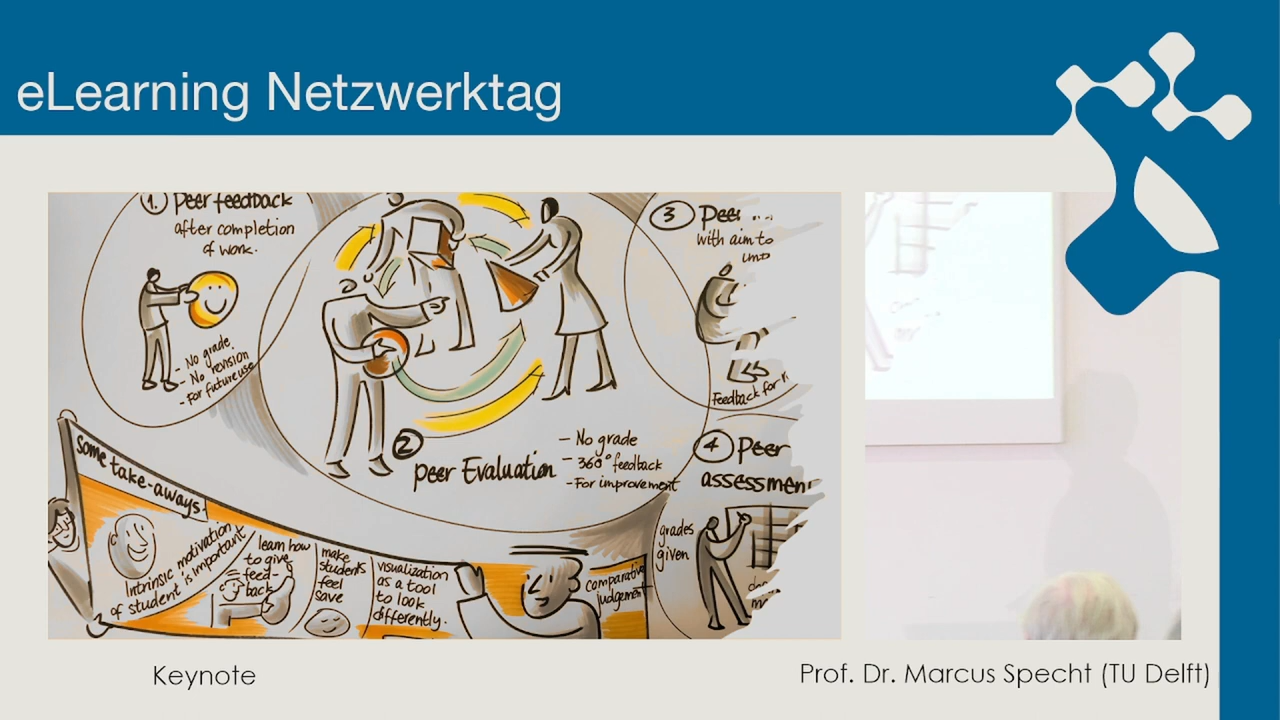 eLearning Netzwerktag
1. Peer feedback
after completion
of work.
- No grade
- No revision
- For future use
2
peer Evaluation
- No grade
- 360° feedback
- For improvement
3 Peer
with aim to
Feedback for
4 Peer
assessment
grades
given
some take-aways.
Intrinsic motivation
of student is important
learn how
to give
feed-
back
make
students
feel
save
visualization
as a tool
to look
differently.
comparative
judgement
Keynote
Prof. Dr. Marcus Specht (TU Delft)